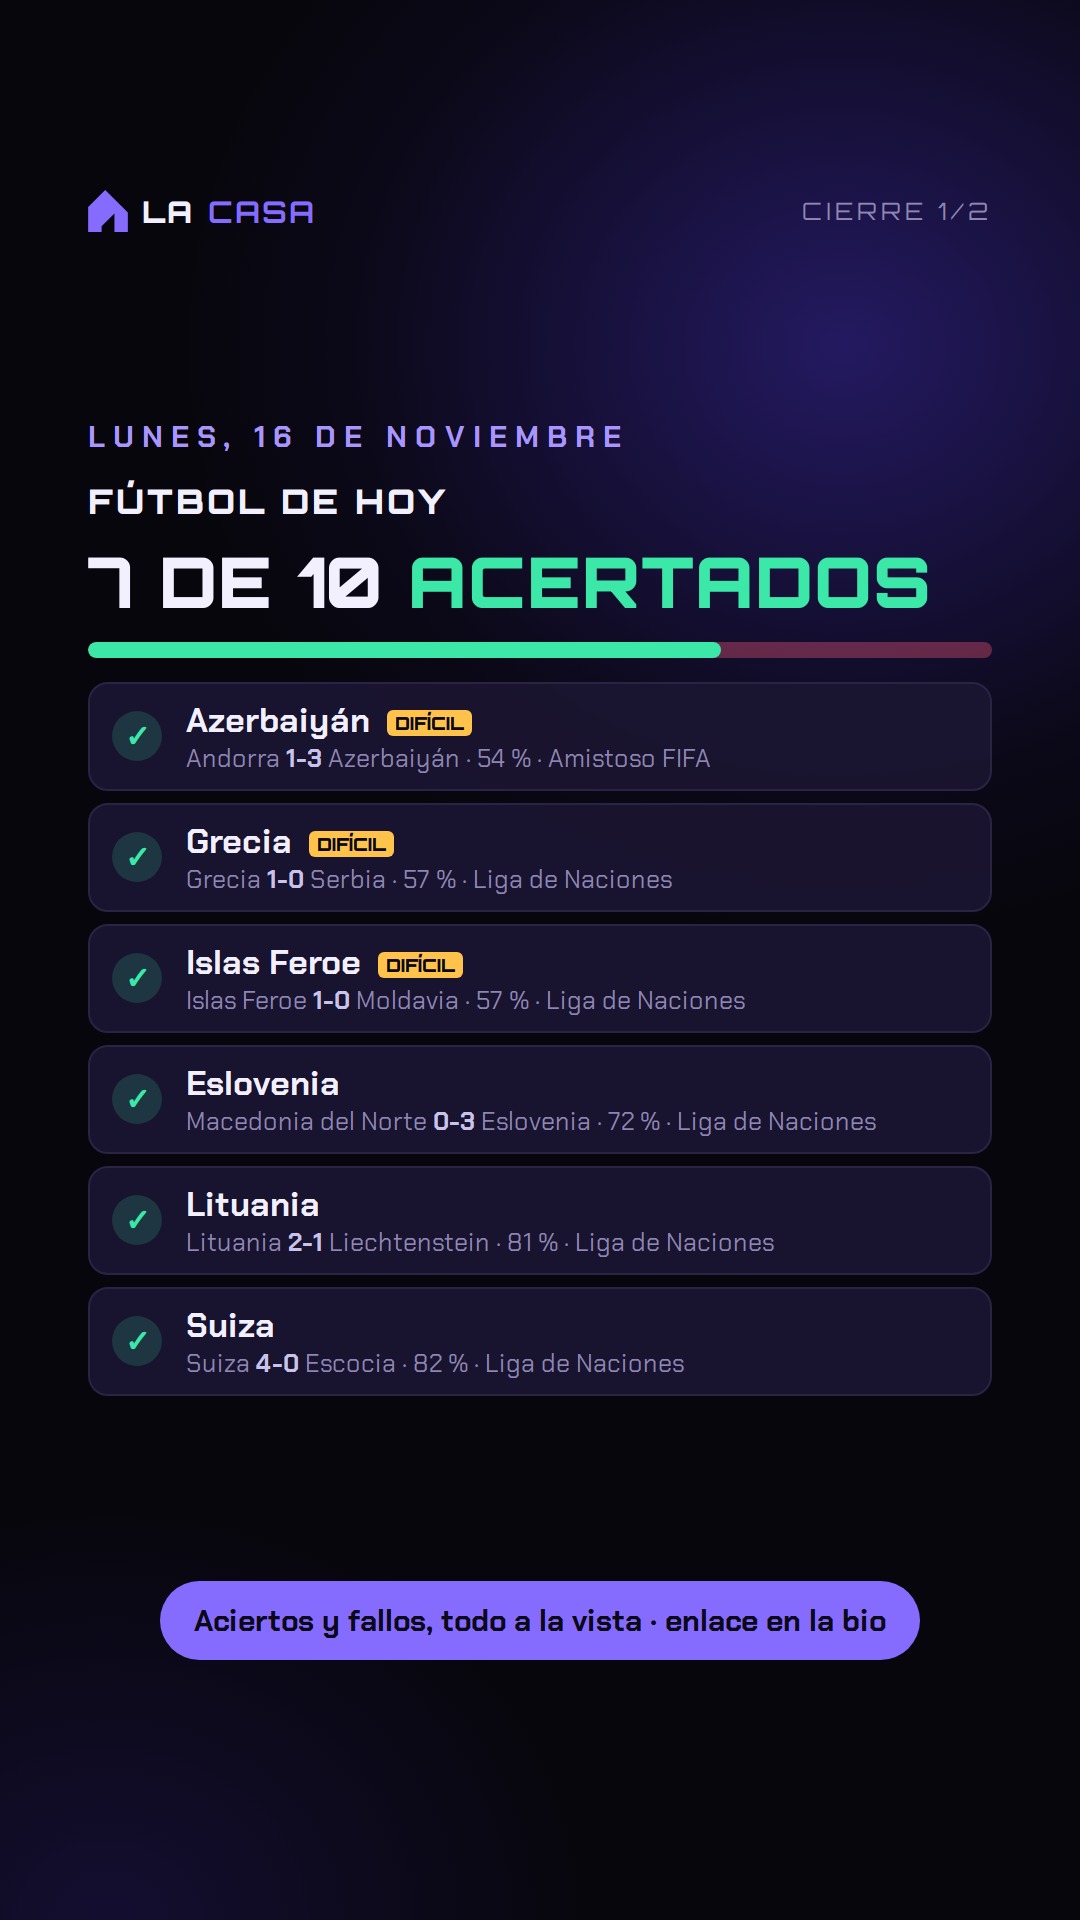 LA CASA
CIERRE 1/2
LUNES, 16 DE NOVIEMBRE
FÚTBOL DE HOY
7 DE 10 ACERTADOS
Azerbaiyán DIFÍCIL
Andorra 1-3 Azerbaiyán · 54 % · Amistoso FIFA
Grecia DIFÍCIL
Grecia 1-0 Serbia · 57 % · Liga de Naciones
Islas Feroe DIFÍCIL
Islas Feroe 1-0 Moldavia · 57 % · Liga de Naciones
Eslovenia
Macedonia del Norte 0-3 Eslovenia · 72 % · Liga de Naciones
Lituania
Lituania 2-1 Liechtenstein · 81 % · Liga de Naciones
Suiza
Suiza 4-0 Escocia · 82 % · Liga de Naciones
Aciertos y fallos, todo a la vista · enlace en la bio